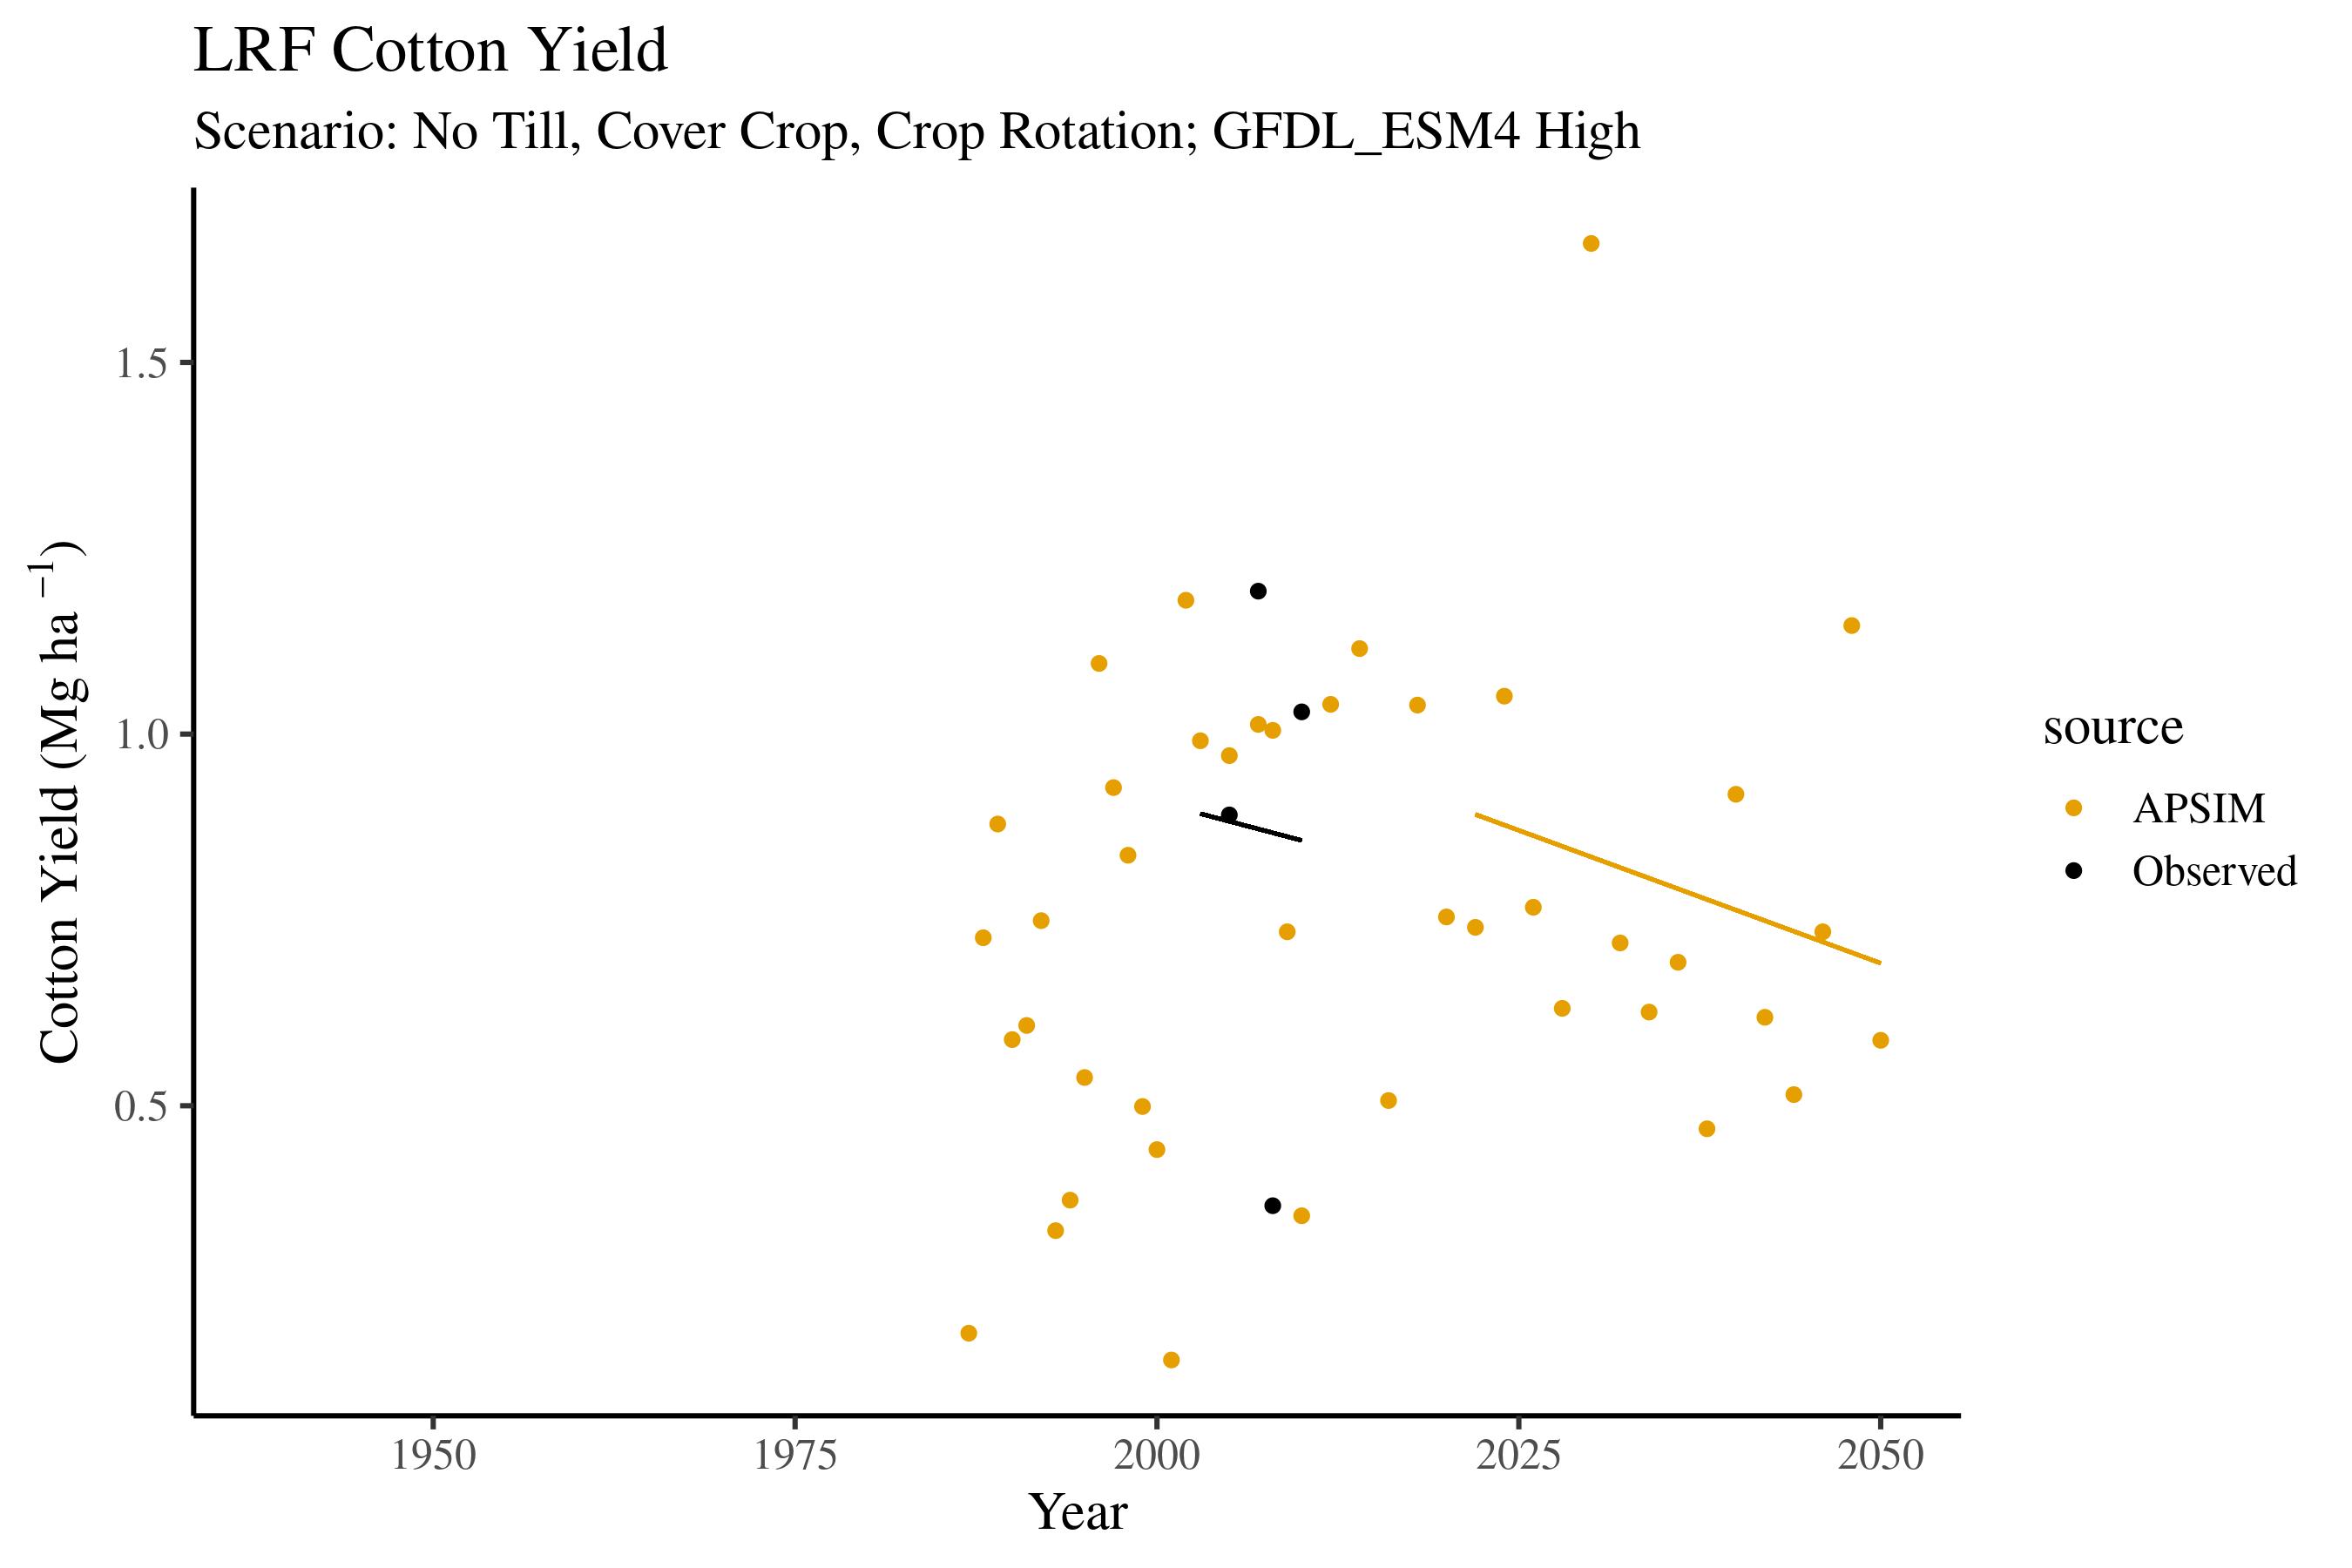 LRF Cotton Yield
Scenario: No Till, Cover Crop, Crop Rotation; GFDL_ESM4 High
Cotton Yield (Mg ha −1)
1.5
1.0
0.5
1950 1975 2000 2025 2050
Year
source
APSIM
Observed